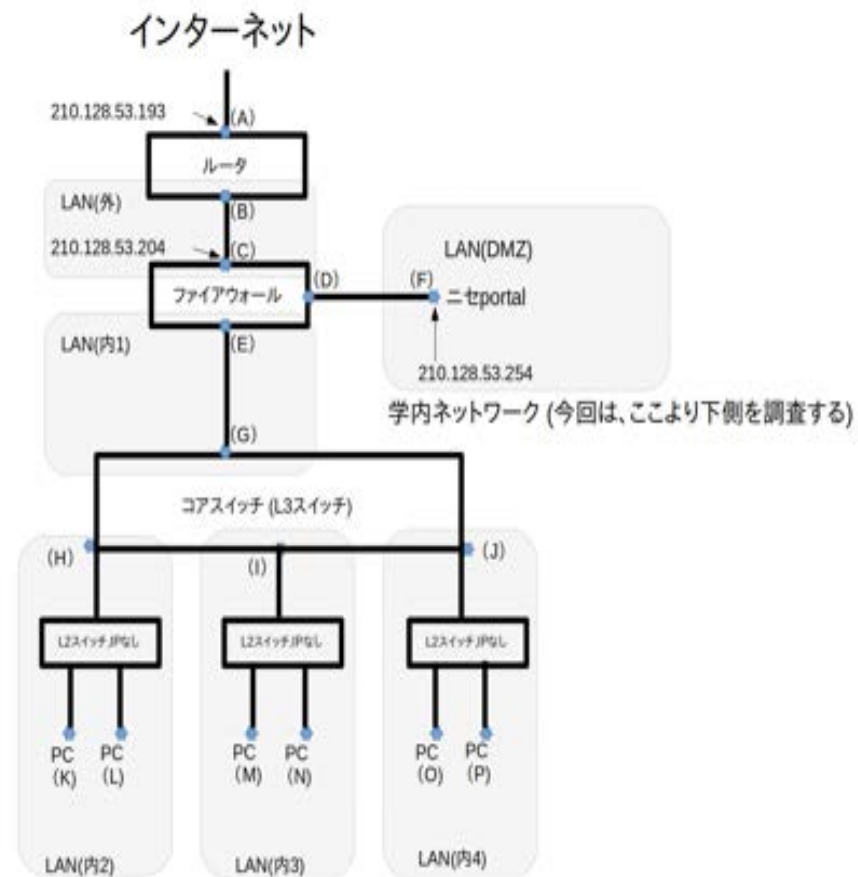 インターネット
210.128.53.193
(A)
ルータ
LAN(外)
(B)
210.128.53.204
(C)
ファイアウォール
(D)
(F)
LAN(DMZ)
ニセportal
210.128.53.254
LAN(内1)
(E)
学内ネットワーク (今回は、ここより下側を調査する)
(G)
コアスイッチ (L3スイッチ)
(H)
(I)
(J)
L2スイッチ,IPなし
L2スイッチ,IPなし
L2スイッチ,IPなし
PC
(K)
PC
(L)
PC
(M)
PC
(N)
PC
(O)
PC
(P)
LAN(内2)
LAN(内3)
LAN(内4)